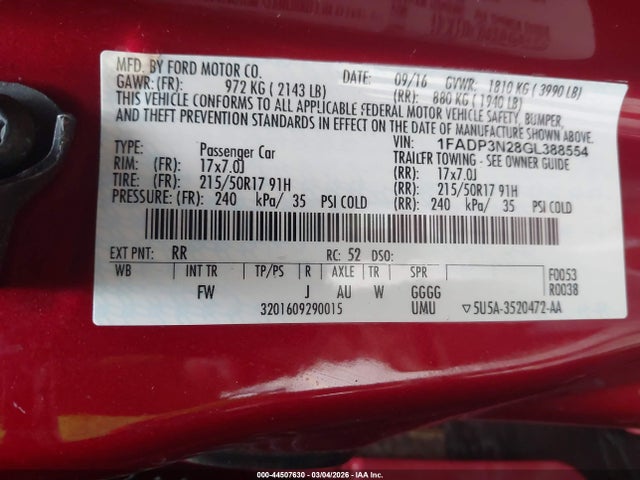 MFD. BY FORD MOTOR CO. DATE: 09/16 GVWR: 1810 KG ( 3990 LB)
GAWR: (FR): 972 KG ( 2143 LB) (RR): 880 KG ( 1940 LB)
THIS VEHICLE CONFORMS TO ALL APPLICABLE FEDERAL MOTOR VEHICLE SAFETY, BUMPER,
AND THEFT PREVENTION STANDARDS IN EFFECT ON THE DATE OF MANUFACTURE SHOWN ABOVE.
VIN: 1FADP3N28GL388554
TYPE: Passenger Car TRAILER TOWING - SEE OWNER GUIDE
RIM: (FR): 17x7.0J (RR): 17x7.0J
TIRE: (FR): 215/50R17 91H (RR): 215/50R17 91H
PRESSURE: (FR): 240 kPa/ 35 PSI COLD (RR): 240 kPa/ 35 PSI COLD
EXT PNT: RR RC: 52 DSO:
WB INT TR TP/PS R AXLE TR SPR F0053
FW J AU W GGGG R0038
3201609290015 UMU ▽5U5A-3520472-AA
000-44507630 - 03/04/2026 - IAA Inc.